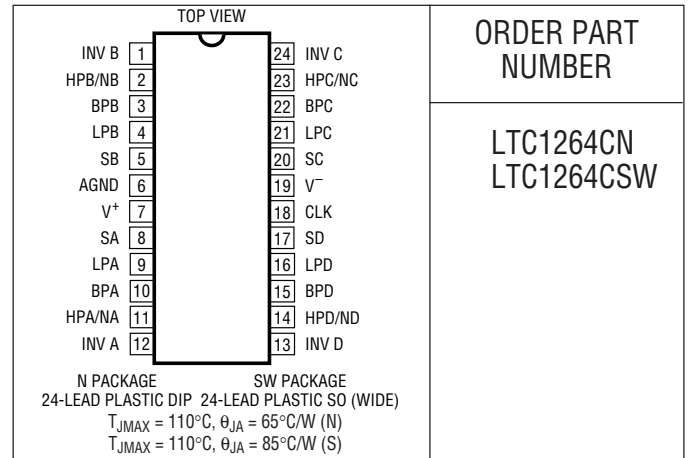 TOP VIEW
INV B 1 24 INV C
HPB/NB 2 23 HPC/NC
BPB 3 22 BPC
LPB 4 21 LPC
SB 5 20 SC
AGND 6 19 V⁻
V⁺ 7 18 CLK
SA 8 17 SD
LPA 9 16 LPD
BPA 10 15 BPD
HPA/NA 11 14 HPD/ND
INV A 12 13 INV D
N PACKAGE SW PACKAGE
24-LEAD PLASTIC DIP 24-LEAD PLASTIC SO (WIDE)
TJMAX = 110°C, θJA = 65°C/W (N)
TJMAX = 110°C, θJA = 85°C/W (S)
ORDER PART
NUMBER
LTC1264CN
LTC1264CSW